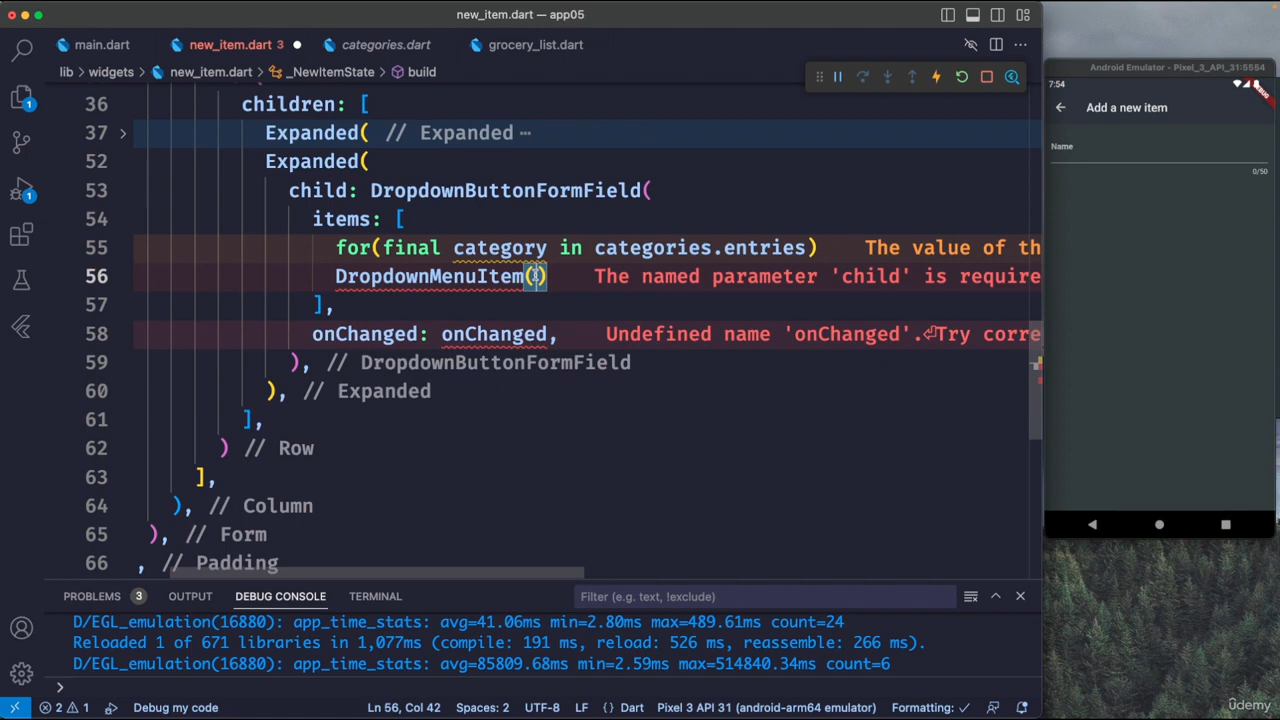 new_item.dart — app05
main.dart
new_item.dart 3
categories.dart
grocery_list.dart
lib > widgets > new_item.dart > _NewItemState > build
36 children: [
37 Expanded( // Expanded ⋯
52 Expanded(
53 child: DropdownButtonFormField(
54 items: [
55 for(final category in categories.entries) The value of th
56 DropdownMenuItem() The named parameter 'child' is require
57 ],
58 onChanged: onChanged, Undefined name 'onChanged'.⏎Try corre
59 ), // DropdownButtonFormField
60 ), // Expanded
61 ],
62 ) // Row
63 ],
64 ), // Column
65 ), // Form
66 , // Padding
1
1
PROBLEMS 3 OUTPUT DEBUG CONSOLE TERMINAL
Filter (e.g. text, !exclude)
D/EGL_emulation(16880): app_time_stats: avg=41.06ms min=2.80ms max=489.61ms count=24
Reloaded 1 of 671 libraries in 1,077ms (compile: 191 ms, reload: 526 ms, reassemble: 266 ms).
D/EGL_emulation(16880): app_time_stats: avg=85809.68ms min=2.59ms max=514840.34ms count=6
>
2 1 Debug my code Ln 56, Col 42 Spaces: 2 UTF-8 LF {} Dart Pixel 3 API 31 (android-arm64 emulator) Formatting: ✓
Android Emulator - Pixel_3_API_31:5554
7:54
DEBUG
Add a new item
Name
0/50
ûdemy